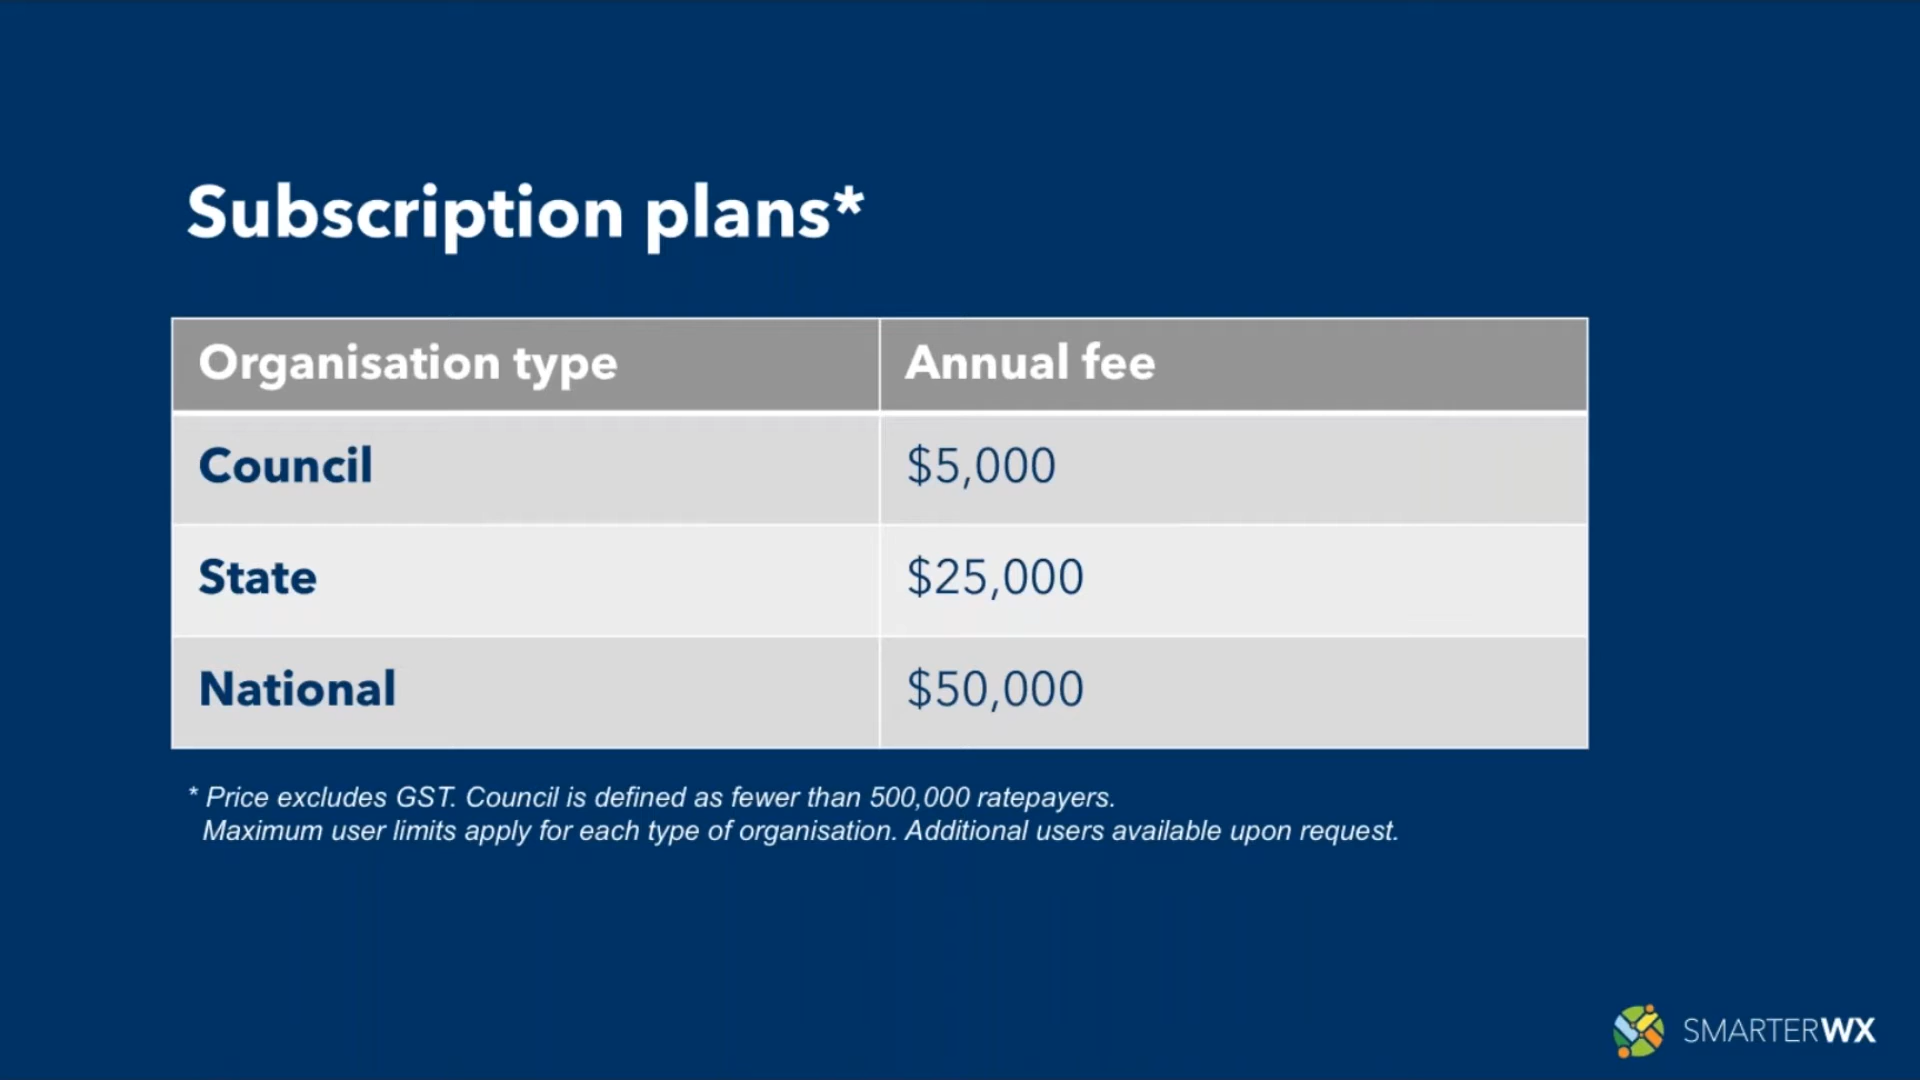 Subscription plans*
Organisation type Annual fee
Council $5,000
State $25,000
National $50,000
* Price excludes GST. Council is defined as fewer than 500,000 ratepayers.
Maximum user limits apply for each type of organisation. Additional users available upon request.
SMARTERWX